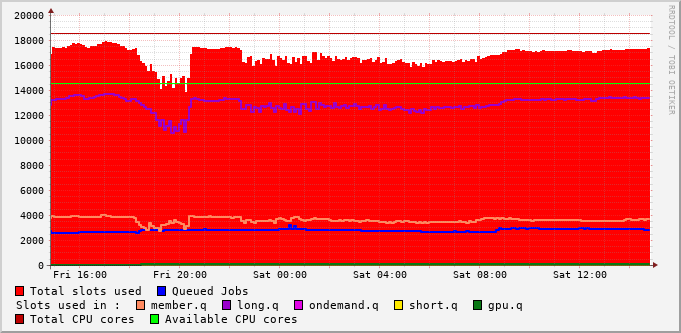 20000
18000
16000
14000
12000
10000
8000
6000
4000
2000
0
Fri 16:00 Fri 20:00 Sat 00:00 Sat 04:00 Sat 08:00 Sat 12:00
Total slots used Queued Jobs
Slots used in : member.q long.q ondemand.q short.q gpu.q
Total CPU cores Available CPU cores
RRDTOOL / TOBI OETIKER